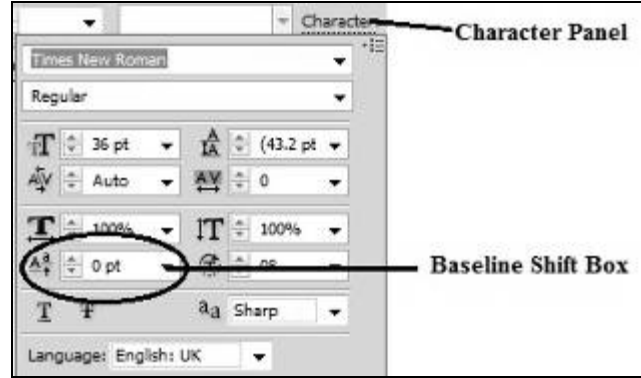 Character
Character Panel
Times New Roman
Regular
36 pt (43.2 pt
Auto 0
100% 100%
0 pt
Baseline Shift Box
T T aa Sharp
Language: English: UK